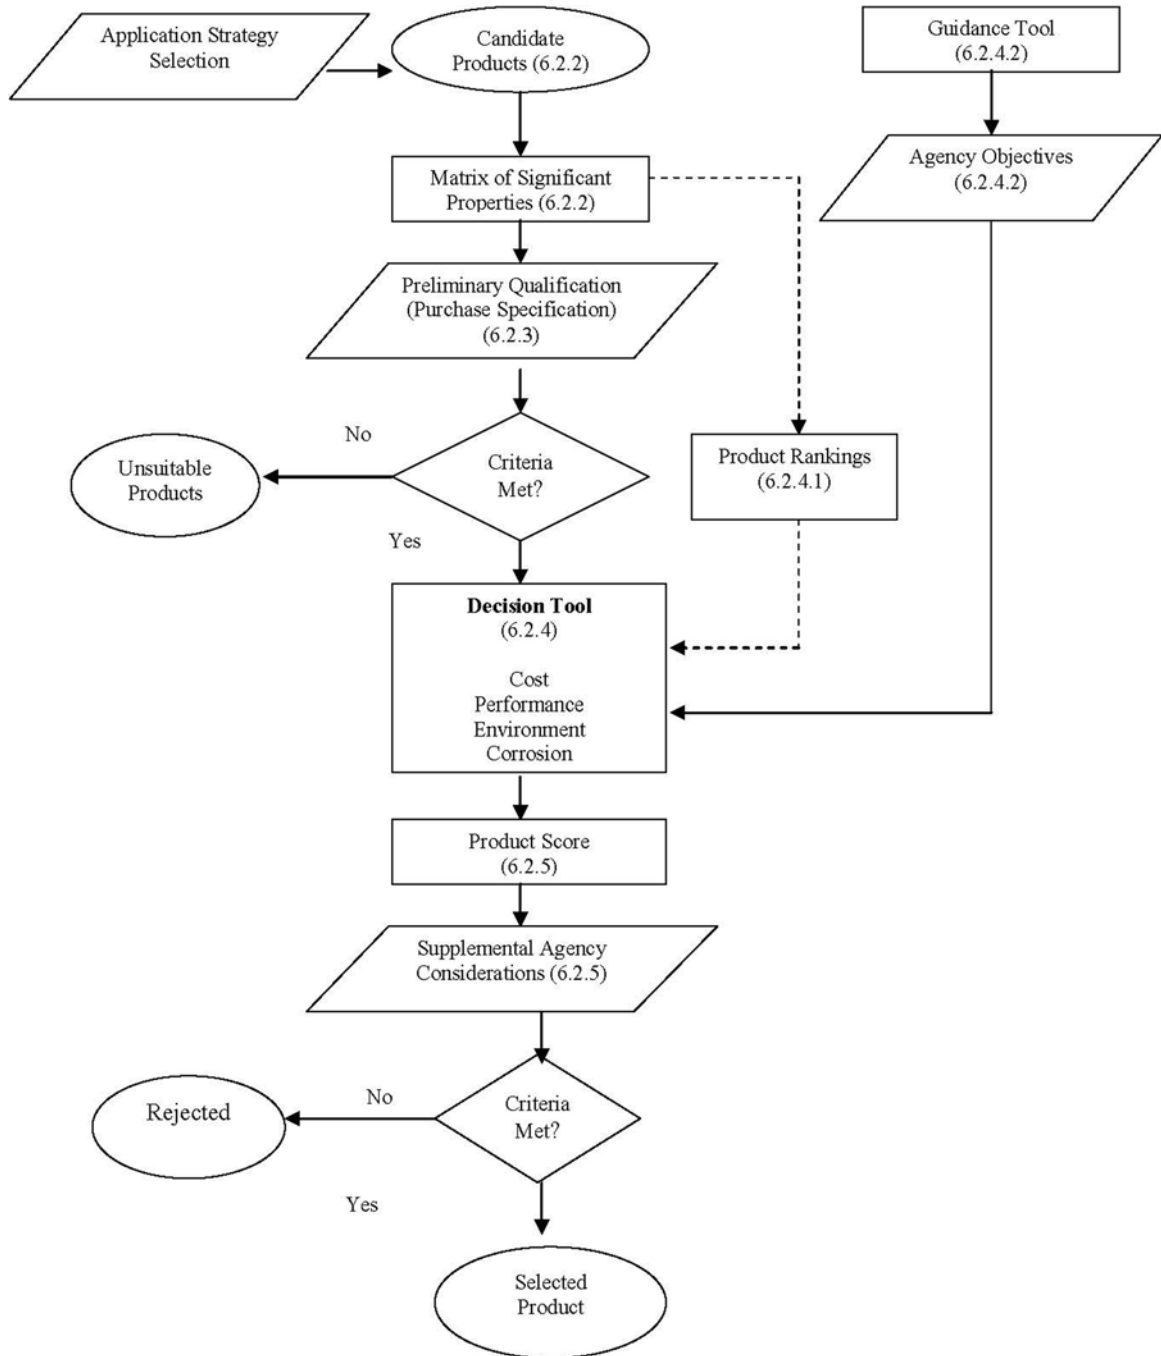 Application Strategy
Selection
Candidate
Products (6.2.2)
Guidance Tool
(6.2.4.2)
Agency Objectives
(6.2.4.2)
Matrix of Significant
Properties (6.2.2)
Preliminary Qualification
(Purchase Specification)
(6.2.3)
No
Criteria
Met?
Unsuitable
Products
Product Rankings
(6.2.4.1)
Yes
Decision Tool
(6.2.4)
Cost
Performance
Environment
Corrosion
Product Score
(6.2.5)
Supplemental Agency
Considerations (6.2.5)
No
Criteria
Met?
Rejected
Yes
Selected
Product